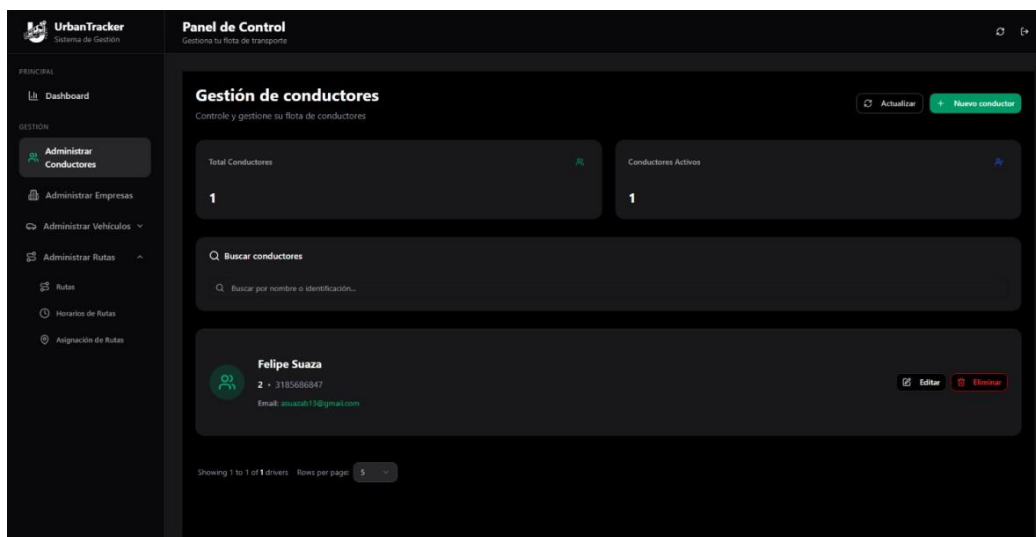 UrbanTracker
Sistema de Gestión
PRINCIPAL
Dashboard
GESTIÓN
Administrar
Conductores
Administrar Empresas
Administrar Vehículos
Administrar Rutas
Rutas
Horarios de Rutas
Asignación de Rutas
Panel de Control
Gestiona tu flota de transporte
Gestión de conductores
Controle y gestione su flota de conductores
Actualizar
+ Nuevo conductor
Total Conductores
1
Conductores Activos
1
Buscar conductores
Buscar por nombre o identificación...
Felipe Suaza
2 • 3185686847
Email: asuazab15@gmail.com
Editar
Eliminar
Showing 1 to 1 of 1 drivers Rows per page: 5